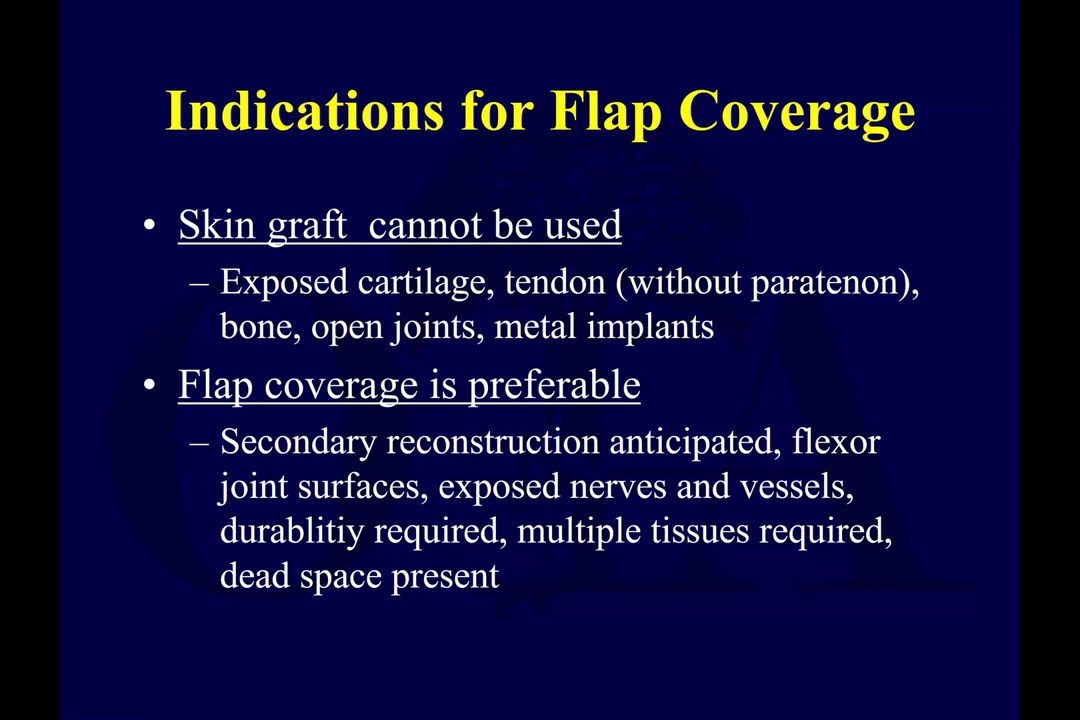 Indications for Flap Coverage
• Skin graft  cannot be used
– Exposed cartilage, tendon (without paratenon),
bone, open joints, metal implants
• Flap coverage is preferable
– Secondary reconstruction anticipated, flexor
joint surfaces, exposed nerves and vessels,
durablitiy required, multiple tissues required,
dead space present